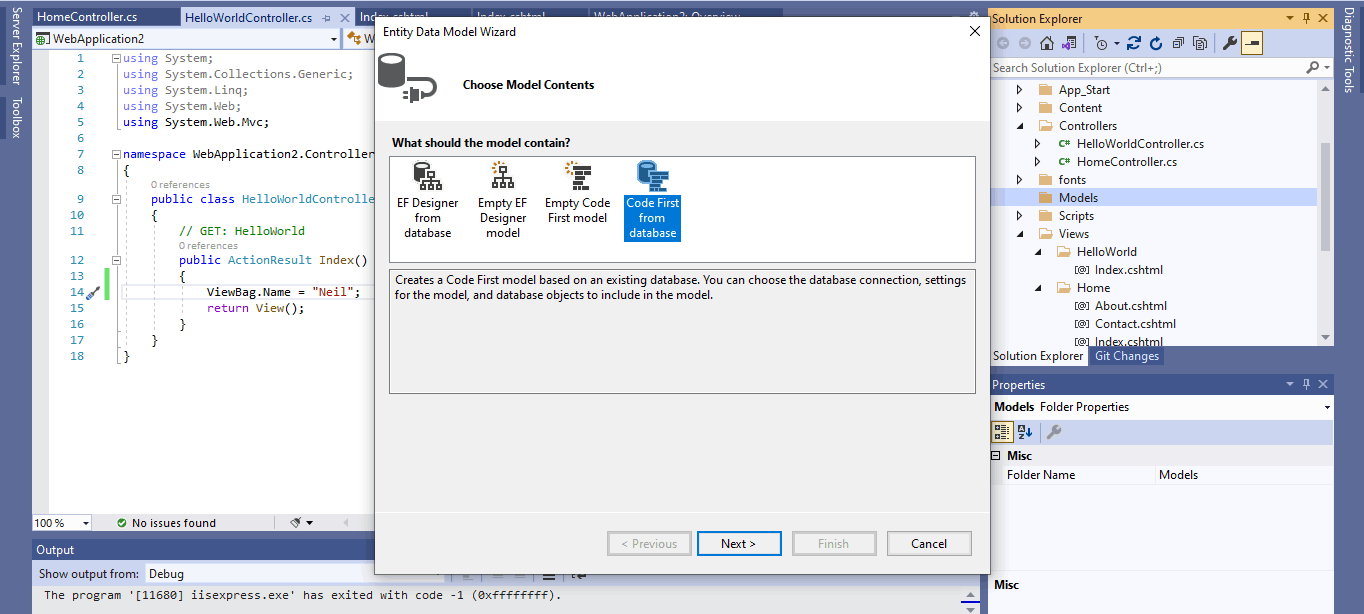 Server Explorer
Toolbox
HomeController.cs
HelloWorldController.cs
Index.cshtml
Index.cshtml
WebApplication2: Overview
WebApplication2
W
1 using System;
2 using System.Collections.Generic;
3 using System.Linq;
4 using System.Web;
5 using System.Web.Mvc;
6
7 namespace WebApplication2.Controller
8 {
0 references
9 public class HelloWorldControlle
10 {
11 // GET: HelloWorld
0 references
12 public ActionResult Index()
13 {
14 ViewBag.Name = "Neil";
15 return View();
16 }
17 }
18 }
100 %
No issues found
Output
Show output from: Debug
The program '[11680] iisexpress.exe' has exited with code -1 (0xffffffff).
Entity Data Model Wizard
Choose Model Contents
What should the model contain?
EF Designer from database
Empty EF Designer model
Empty Code First model
Code First from database
Creates a Code First model based on an existing database. You can choose the database connection, settings
for the model, and database objects to include in the model.
< Previous
Next >
Finish
Cancel
Solution Explorer
Search Solution Explorer (Ctrl+;)
App_Start
Content
Controllers
C# HelloWorldController.cs
C# HomeController.cs
fonts
Models
Scripts
Views
HelloWorld
[@] Index.cshtml
Home
[@] About.cshtml
[@] Contact.cshtml
[@] Index.cshtml
Solution Explorer
Git Changes
Properties
Models Folder Properties
Misc
Folder Name Models
Misc
Diagnostic Tools